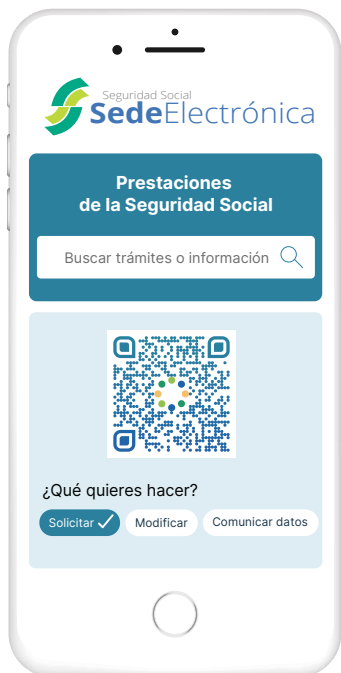 Seguridad Social
SedeElectrónica
Prestaciones
de la Seguridad Social
Buscar trámites o información
¿Qué quieres hacer?
Solicitar Modificar Comunicar datos